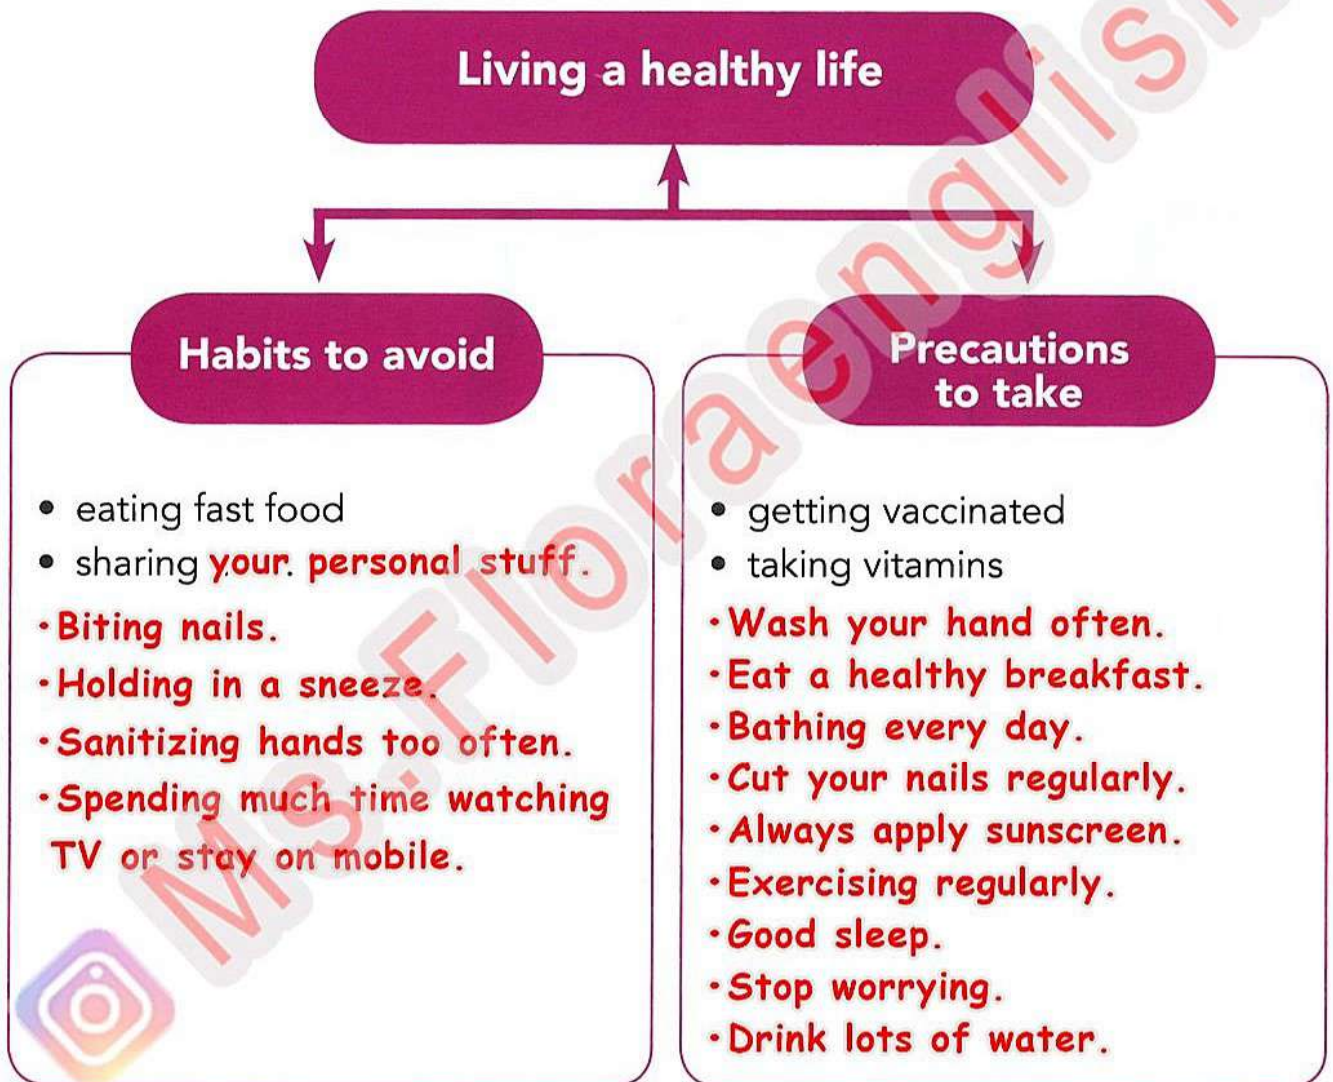 Living a healthy life
Habits to avoid
• eating fast food
• sharing your. personal stuff.
•Biting nails.
•Holding in a sneeze.
•Sanitizing hands too often.
•Spending much time watching
TV or stay on mobile.
Precautions
to take
• getting vaccinated
• taking vitamins
•Wash your hand often.
•Eat a healthy breakfast.
•Bathing every day.
•Cut your nails regularly.
•Always apply sunscreen.
•Exercising regularly.
•Good sleep.
•Stop worrying.
•Drink lots of water.
Ms.Floraenglish